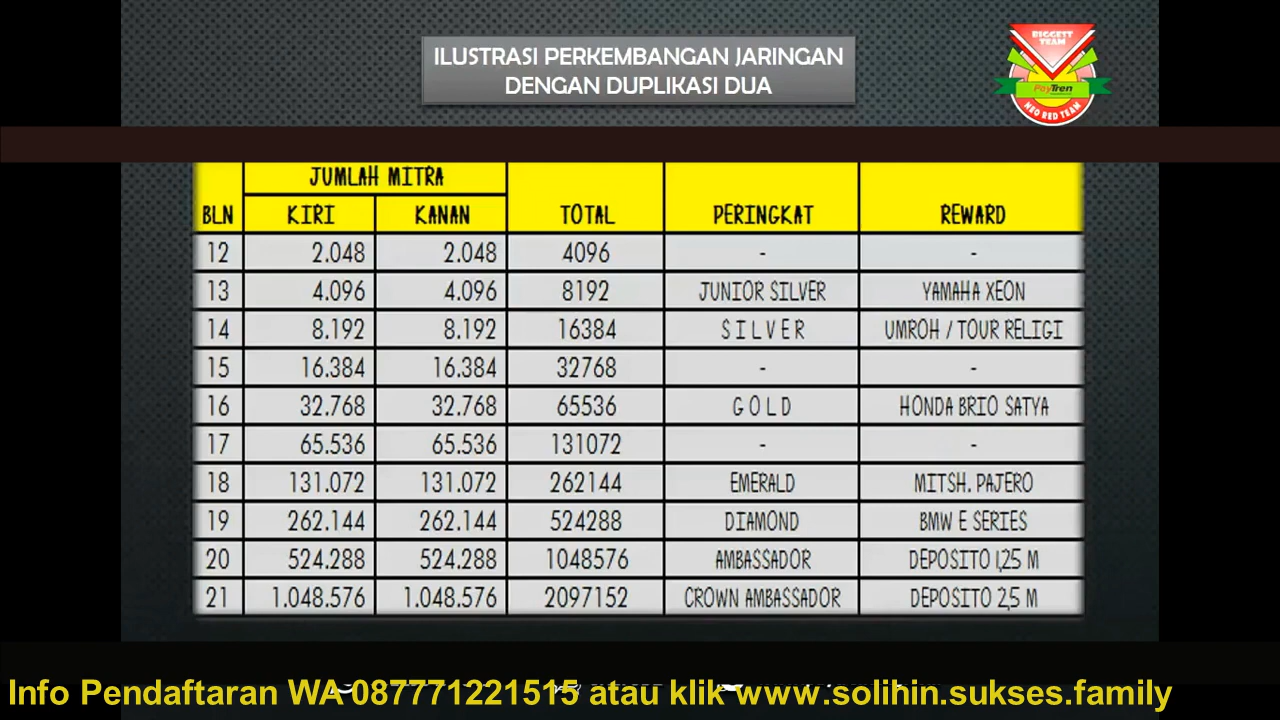 ILUSTRASI PERKEMBANGAN JARINGAN
DENGAN DUPLIKASI DUA
BIGGEST
TEAM
PayTren
NEO RED TEAM
JUMLAH MITRA
BLN KIRI KANAN TOTAL PERINGKAT REWARD
12 2.048 2.048 4096 - -
13 4.096 4.096 8192 JUNIOR SILVER YAMAHA XEON
14 8.192 8.192 16384 SILVER UMROH / TOUR RELIGI
15 16.384 16.384 32768 - -
16 32.768 32.768 65536 GOLD HONDA BRIO SATYA
17 65.536 65.536 131072 - -
18 131.072 131.072 262144 EMERALD MITSH. PAJERO
19 262.144 262.144 524288 DIAMOND BMW E SERIES
20 524.288 524.288 1048576 AMBASSADOR DEPOSITO 1,25 M
21 1.048.576 1.048.576 2097152 CROWN AMBASSADOR DEPOSITO 2,5 M
Info Pendaftaran WA 087771221515 atau klik www.solihin.sukses.family